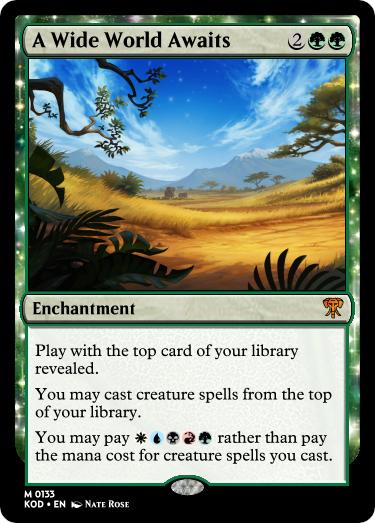 A Wide World Awaits 2
Enchantment
Play with the top card of your library
revealed.
You may cast creature spells from the top
of your library.
You may pay rather than pay
the mana cost for creature spells you cast.
M 0133
KOD • EN Nate Rose